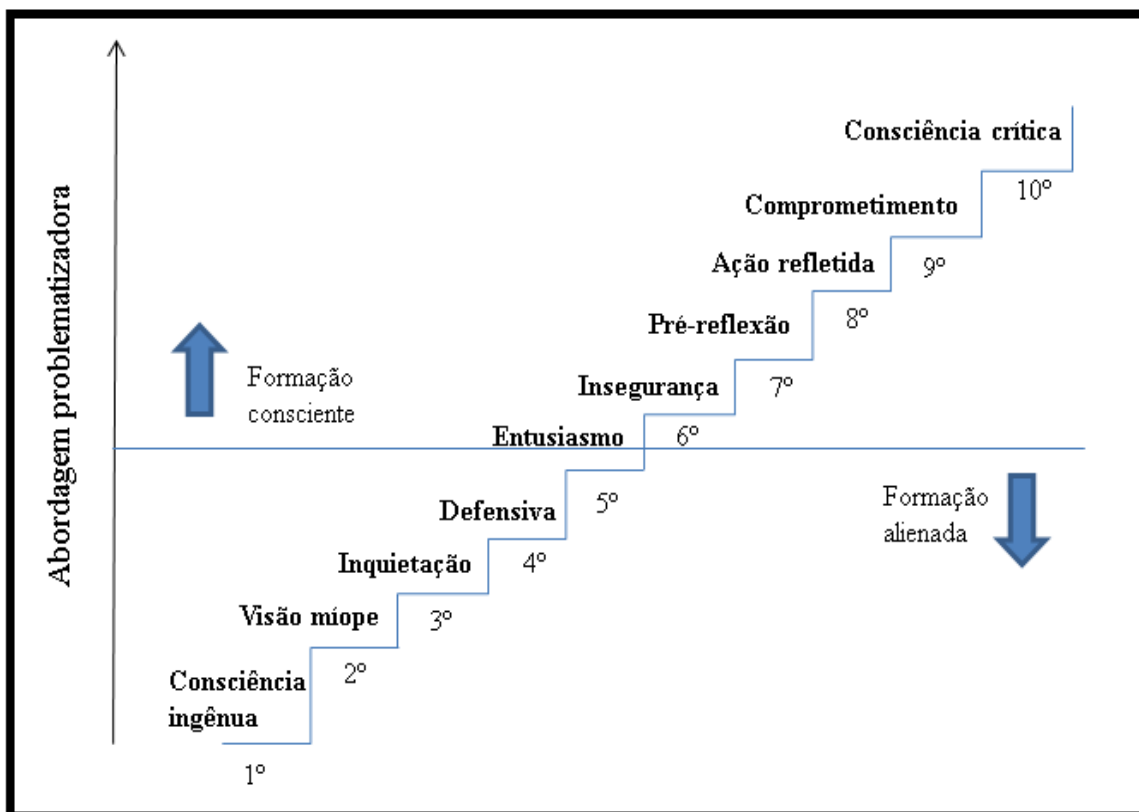 Consciência crítica
10º
Comprometimento
9º
Ação refletida
8º
Pré-reflexão
7º
Insegurança
6º
Entusiasmo
5º
Defensiva
4º
Inquietação
3º
Visão míope
2º
Consciência
ingênua
1º
Abordagem problematizadora
Formação
consciente
Formação
alienada